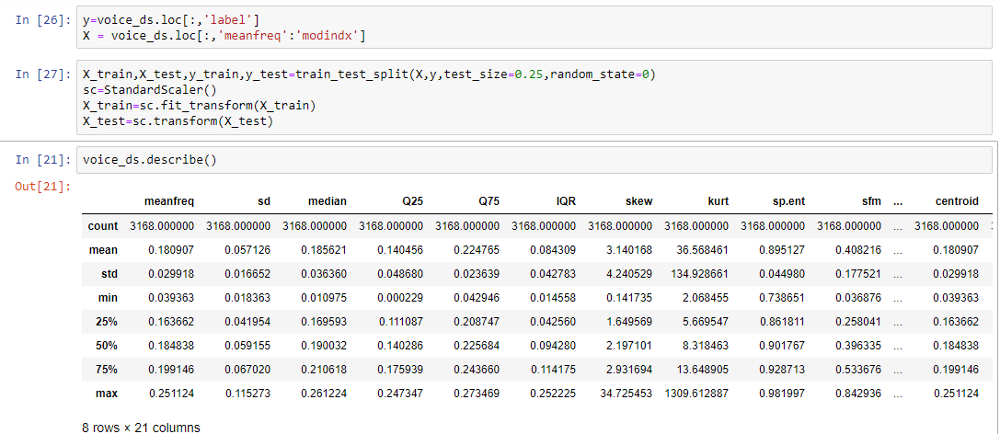 In [26]: y=voice_ds.loc[:,'label']
X = voice_ds.loc[:,'meanfreq':'modindx']
In [27]: X_train,X_test,y_train,y_test=train_test_split(X,y,test_size=0.25,random_state=0)
sc=StandardScaler()
X_train=sc.fit_transform(X_train)
X_test=sc.transform(X_test)
In [21]: voice_ds.describe()
Out[21]:
meanfreq sd median Q25 Q75 IQR skew kurt sp.ent sfm ... centroid
count 3168.000000 3168.000000 3168.000000 3168.000000 3168.000000 3168.000000 3168.000000 3168.000000 3168.000000 3168.000000 ... 3168.000000
mean 0.180907 0.057126 0.185621 0.140456 0.224765 0.084309 3.140168 36.568461 0.895127 0.408216 ... 0.180907
std 0.029918 0.016652 0.036360 0.048680 0.023639 0.042783 4.240529 134.928661 0.044980 0.177521 ... 0.029918
min 0.039363 0.018363 0.010975 0.000229 0.042946 0.014558 0.141735 2.068455 0.738651 0.036876 ... 0.039363
25% 0.163662 0.041954 0.169593 0.111087 0.208747 0.042560 1.649569 5.669547 0.861811 0.258041 ... 0.163662
50% 0.184838 0.059155 0.190032 0.140286 0.225684 0.094280 2.197101 8.318463 0.901767 0.396335 ... 0.184838
75% 0.199146 0.067020 0.210618 0.175939 0.243660 0.114175 2.931694 13.648905 0.928713 0.533676 ... 0.199146
max 0.251124 0.115273 0.261224 0.247347 0.273469 0.252225 34.725453 1309.612887 0.981997 0.842936 ... 0.251124
8 rows × 21 columns